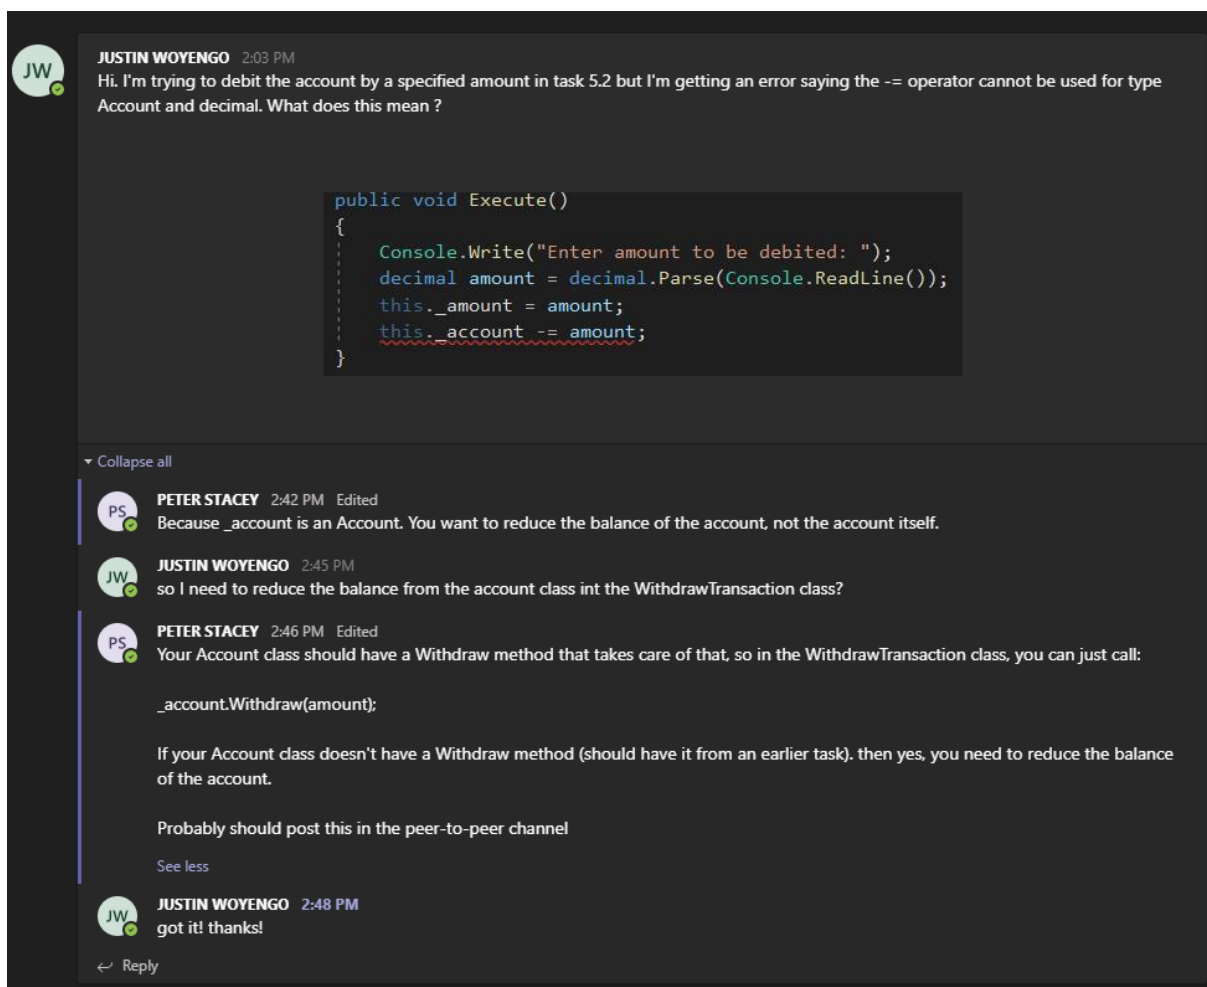 JW
JUSTIN WOYENGO 2:03 PM
Hi. I'm trying to debit the account by a specified amount in task 5.2 but I'm getting an error saying the -= operator cannot be used for type
Account and decimal. What does this mean ?
public void Execute()
{
Console.Write("Enter amount to be debited: ");
decimal amount = decimal.Parse(Console.ReadLine());
this._amount = amount;
this._account -= amount;
}
Collapse all
PS
PETER STACEY 2:42 PM Edited
Because _account is an Account. You want to reduce the balance of the account, not the account itself.
JW
JUSTIN WOYENGO 2:45 PM
so I need to reduce the balance from the account class int the WithdrawTransaction class?
PS
PETER STACEY 2:46 PM Edited
Your Account class should have a Withdraw method that takes care of that, so in the WithdrawTransaction class, you can just call:
_account.Withdraw(amount);
If your Account class doesn't have a Withdraw method (should have it from an earlier task). then yes, you need to reduce the balance
of the account.
Probably should post this in the peer-to-peer channel
See less
JW
JUSTIN WOYENGO 2:48 PM
got it! thanks!
Reply